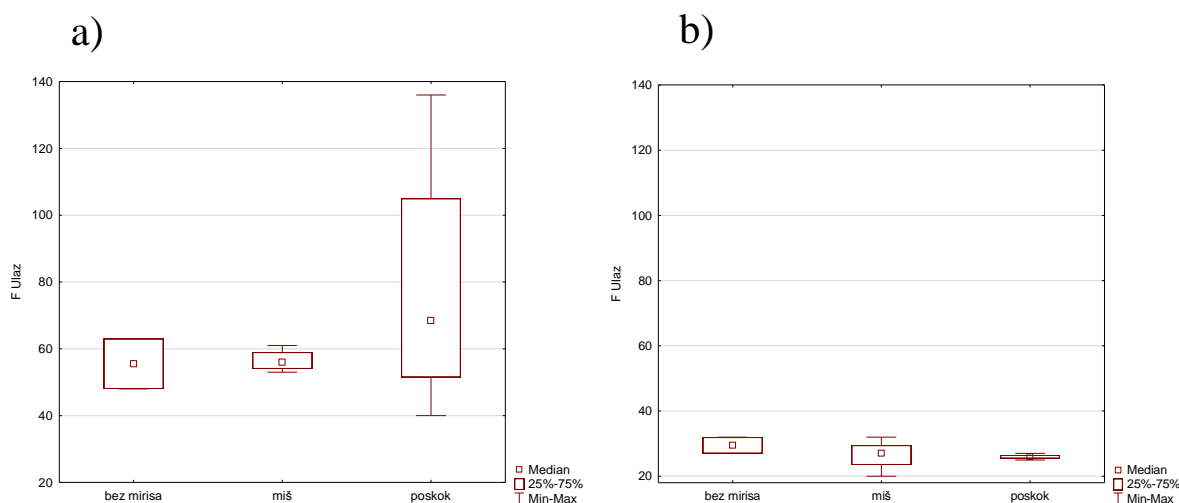 a)
140
120
100
80
60
40
20
F Ulaz
bez mirisa
miš
poskok
Median
25%-75%
Min-Max
b)
140
120
100
80
60
40
20
F Ulaz
bez mirisa
miš
poskok
Median
25%-75%
Min-Max